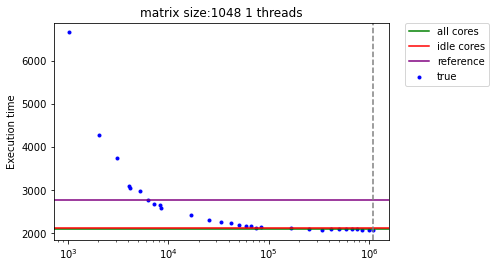 matrix size:1048 1 threads
all cores
idle cores
reference
true
Execution time
6000
5000
4000
3000
2000
10³
10⁴
10⁵
10⁶